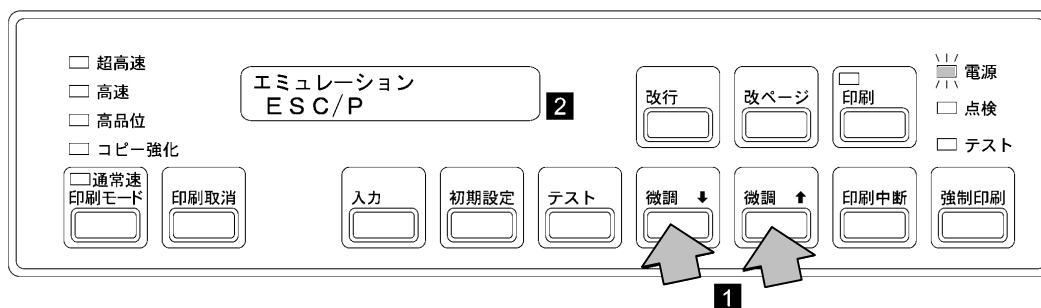 超高速
高速
高品位
コピー強化
通常速
印刷モード
印刷取消
エミュレーション
ESC/P
2
入力
初期設定
テスト
改行
改ページ
印刷
微調 ⬇
微調 ⬆
印刷中断
強制印刷
電源
点検
テスト
1